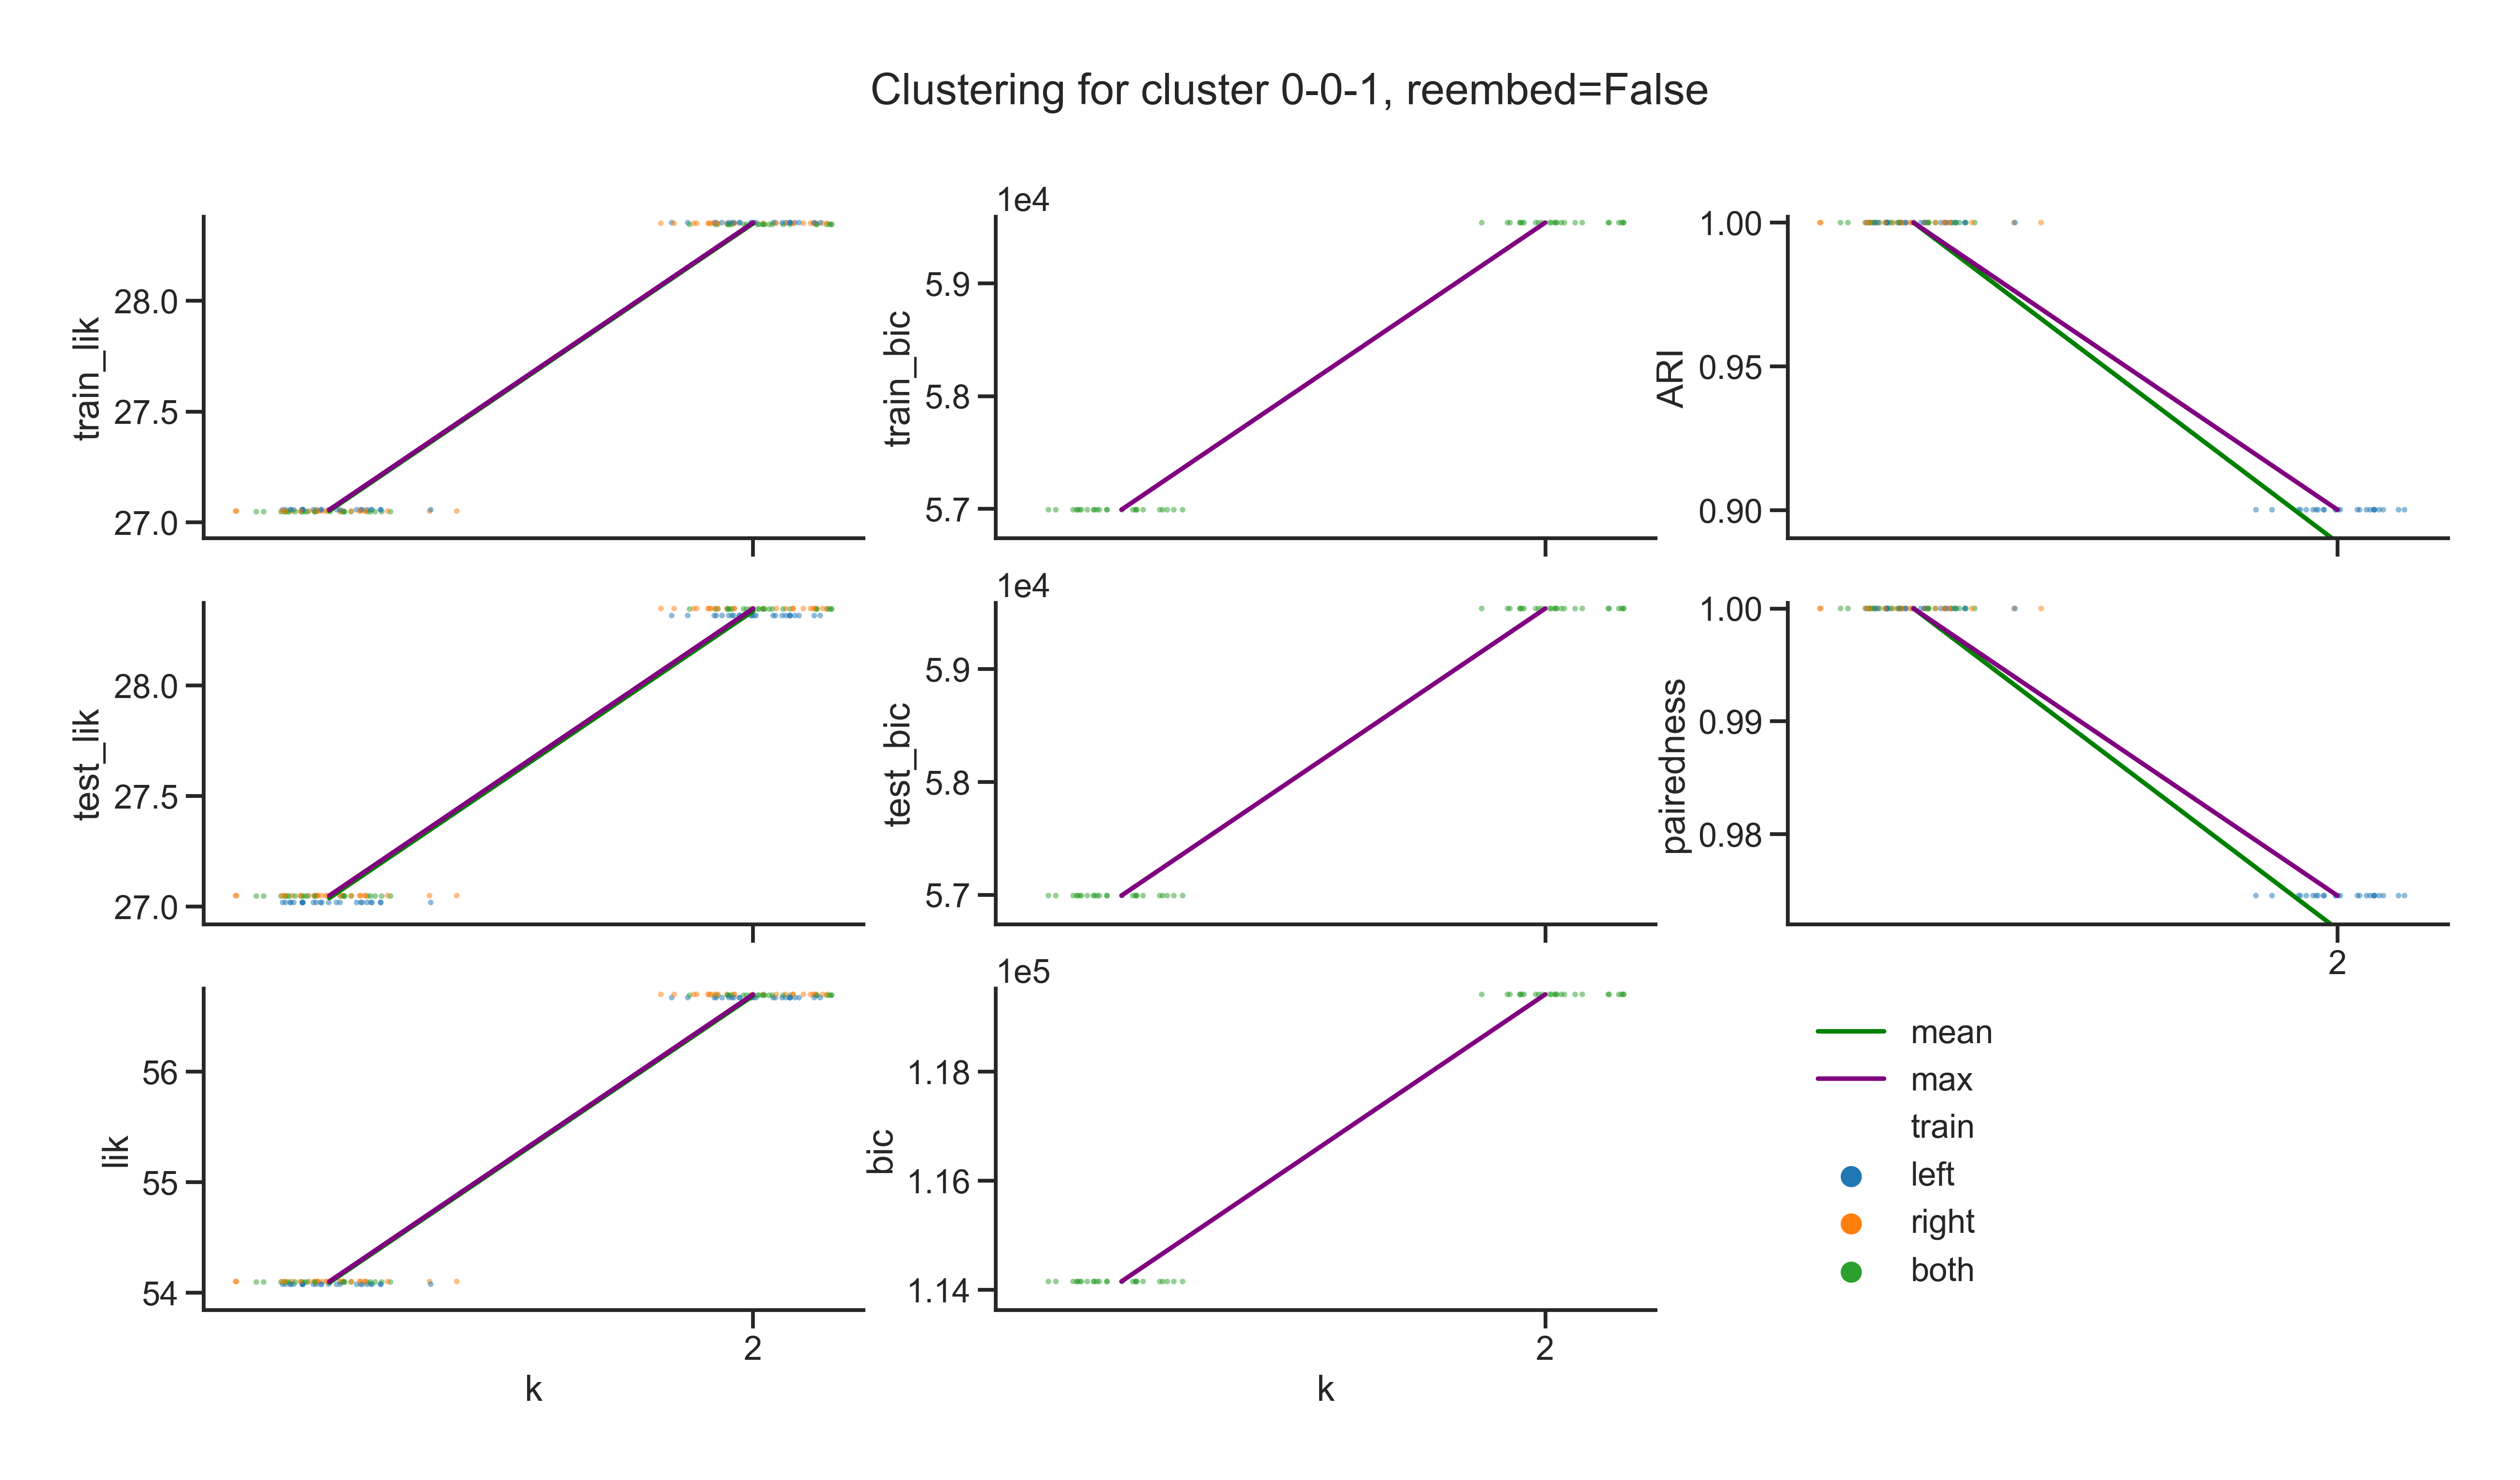 Clustering for cluster 0-0-1, reembed=False
train_lik
28.0
27.5
27.0
1e4
train_bic
5.9
5.8
5.7
ARI
1.00
0.95
0.90
test_lik
28.0
27.5
27.0
1e4
test_bic
5.9
5.8
5.7
pairedness
1.00
0.99
0.98
2
lik
56
55
54
2
k
1e5
bic
1.18
1.16
1.14
2
k
mean
max
train
left
right
both